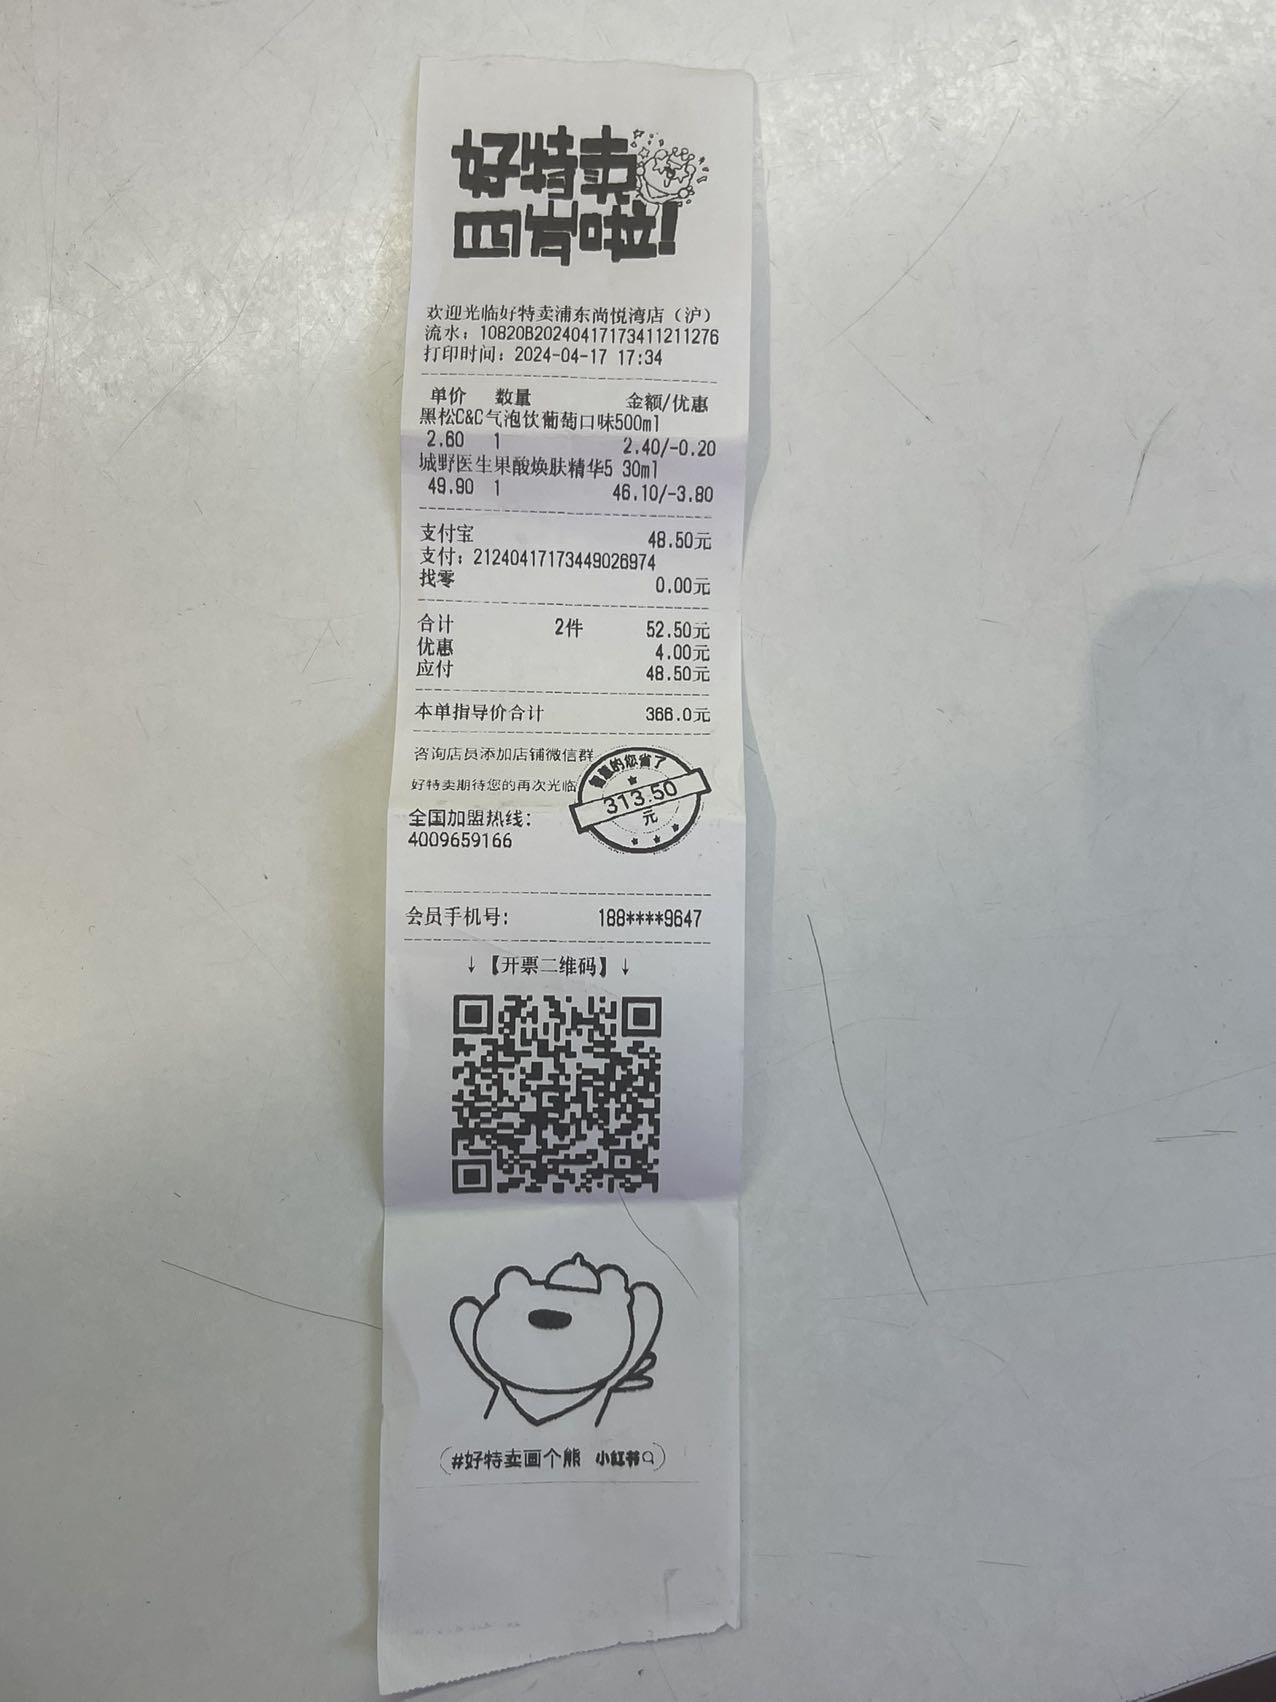 好特卖
欢迎光临好特卖浦东尚悦湾店（沪）
流水：10820B20240417173411211276
打印时间：2024-04-17 17:34
单价 数量 金额/优惠
黑松C&C气泡饮葡萄口味500ml
2.60 1 2.40/-0.20
城野医生果酸焕肤精华5 30ml
49.90 1 46.10/-3.80
支付宝 48.50元
支付：21240417173449026974
找零 0.00元
合计 2件 52.50元
优惠 4.00元
应付 48.50元
本单指导价合计 366.0元
咨询店员添加店铺微信群
好特卖期待您的再次光临
智慧的您省了
313.50
元
全国加盟热线：
4009659166
会员手机号: 188****9647
↓【开票二维码】↓
#好特卖画个熊 小红书